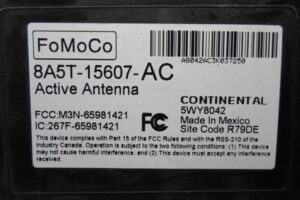 FoMoCo
A8042AC3K037250
8A5T-15607-AC
Active Antenna
CONTINENTAL
FCC:M3N-65981421
5WY8042
IC:267F-65981421
FC
Made In Mexico
Site Code R79DE
This device complies with Part 15 of the FCC Rules and with the RSS-210 of the
Industry Canada. Operation is subject to the two following conditions: (1) This device
may not cause harmful interference: and (2) This device must accept any interference
received.